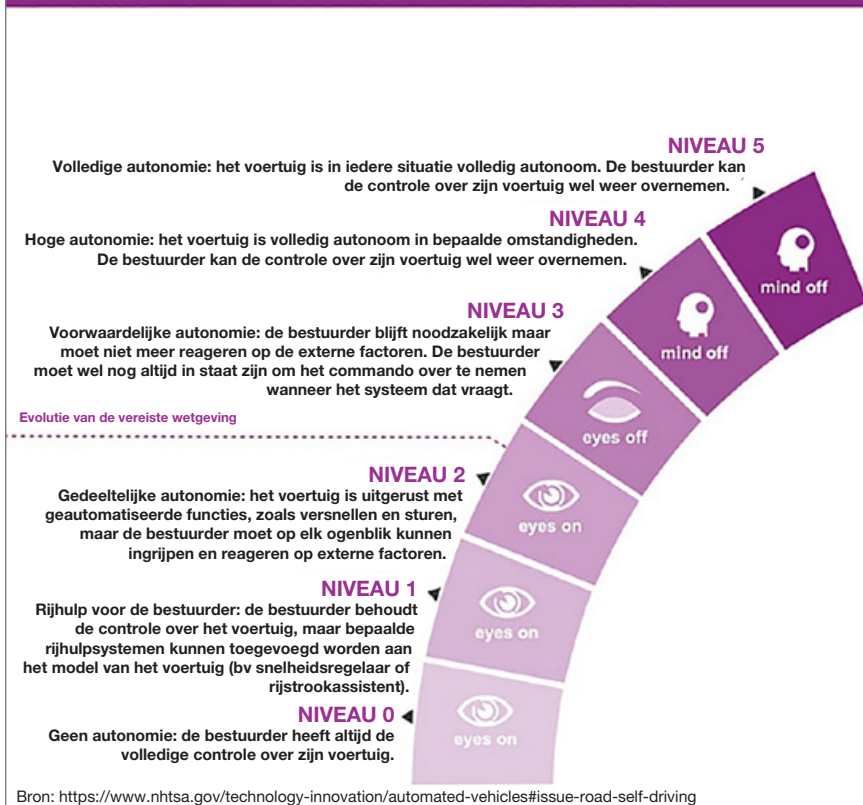 NIVEAU 5
Volledige autonomie: het voertuig is in iedere situatie volledig autonoom. De bestuurder kan
de controle over zijn voertuig wel weer overnemen.
mind off
NIVEAU 4
Hoge autonomie: het voertuig is volledig autonoom in bepaalde omstandigheden.
De bestuurder kan de controle over zijn voertuig wel weer overnemen.
mind off
NIVEAU 3
Voorwaardelijke autonomie: de bestuurder blijft noodzakelijk maar
moet niet meer reageren op de externe factoren. De bestuurder
moet wel nog altijd in staat zijn om het commando over te nemen
wanneer het systeem dat vraagt.
eyes off
Evolutie van de vereiste wetgeving
NIVEAU 2
Gedeeltelijke autonomie: het voertuig is uitgerust met
geautomatiseerde functies, zoals versnellen en sturen,
maar de bestuurder moet op elk ogenblik kunnen
ingrijpen en reageren op externe factoren.
eyes on
NIVEAU 1
Rijhulp voor de bestuurder: de bestuurder behoudt
de controle over het voertuig, maar bepaalde
rijhulpsystemen kunnen toegevoegd worden aan
het model van het voertuig (bv snelheidsregelaar of
rijstrookassistent).
eyes on
NIVEAU 0
Geen autonomie: de bestuurder heeft altijd de
volledige controle over zijn voertuig.
eyes on
Bron: https://www.nhtsa.gov/technology-innovation/automated-vehicles#issue-road-self-driving